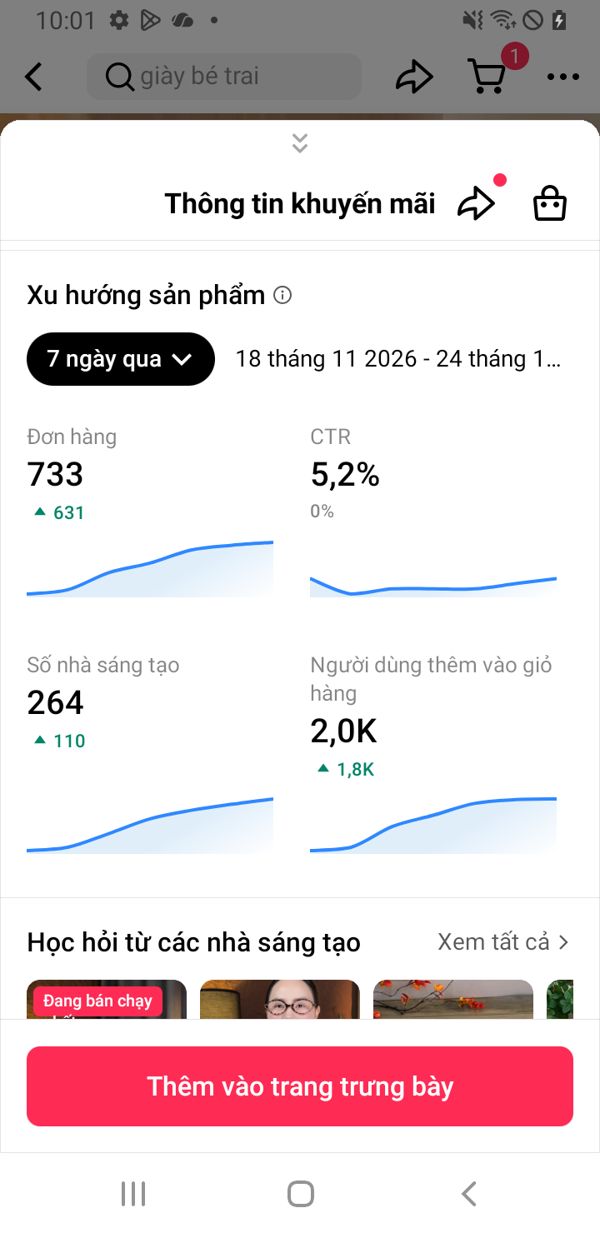 10:01
giày bé trai
1
Thông tin khuyến mãi
Xu hướng sản phẩm
7 ngày qua
18 tháng 11 2026 - 24 tháng 1...
Đơn hàng
733
631
CTR
5,2%
0%
Số nhà sáng tạo
264
110
Người dùng thêm vào giỏ
hàng
2,0K
1,8K
Học hỏi từ các nhà sáng tạo
Xem tất cả
Đang bán chạy
Thêm vào trang trưng bày